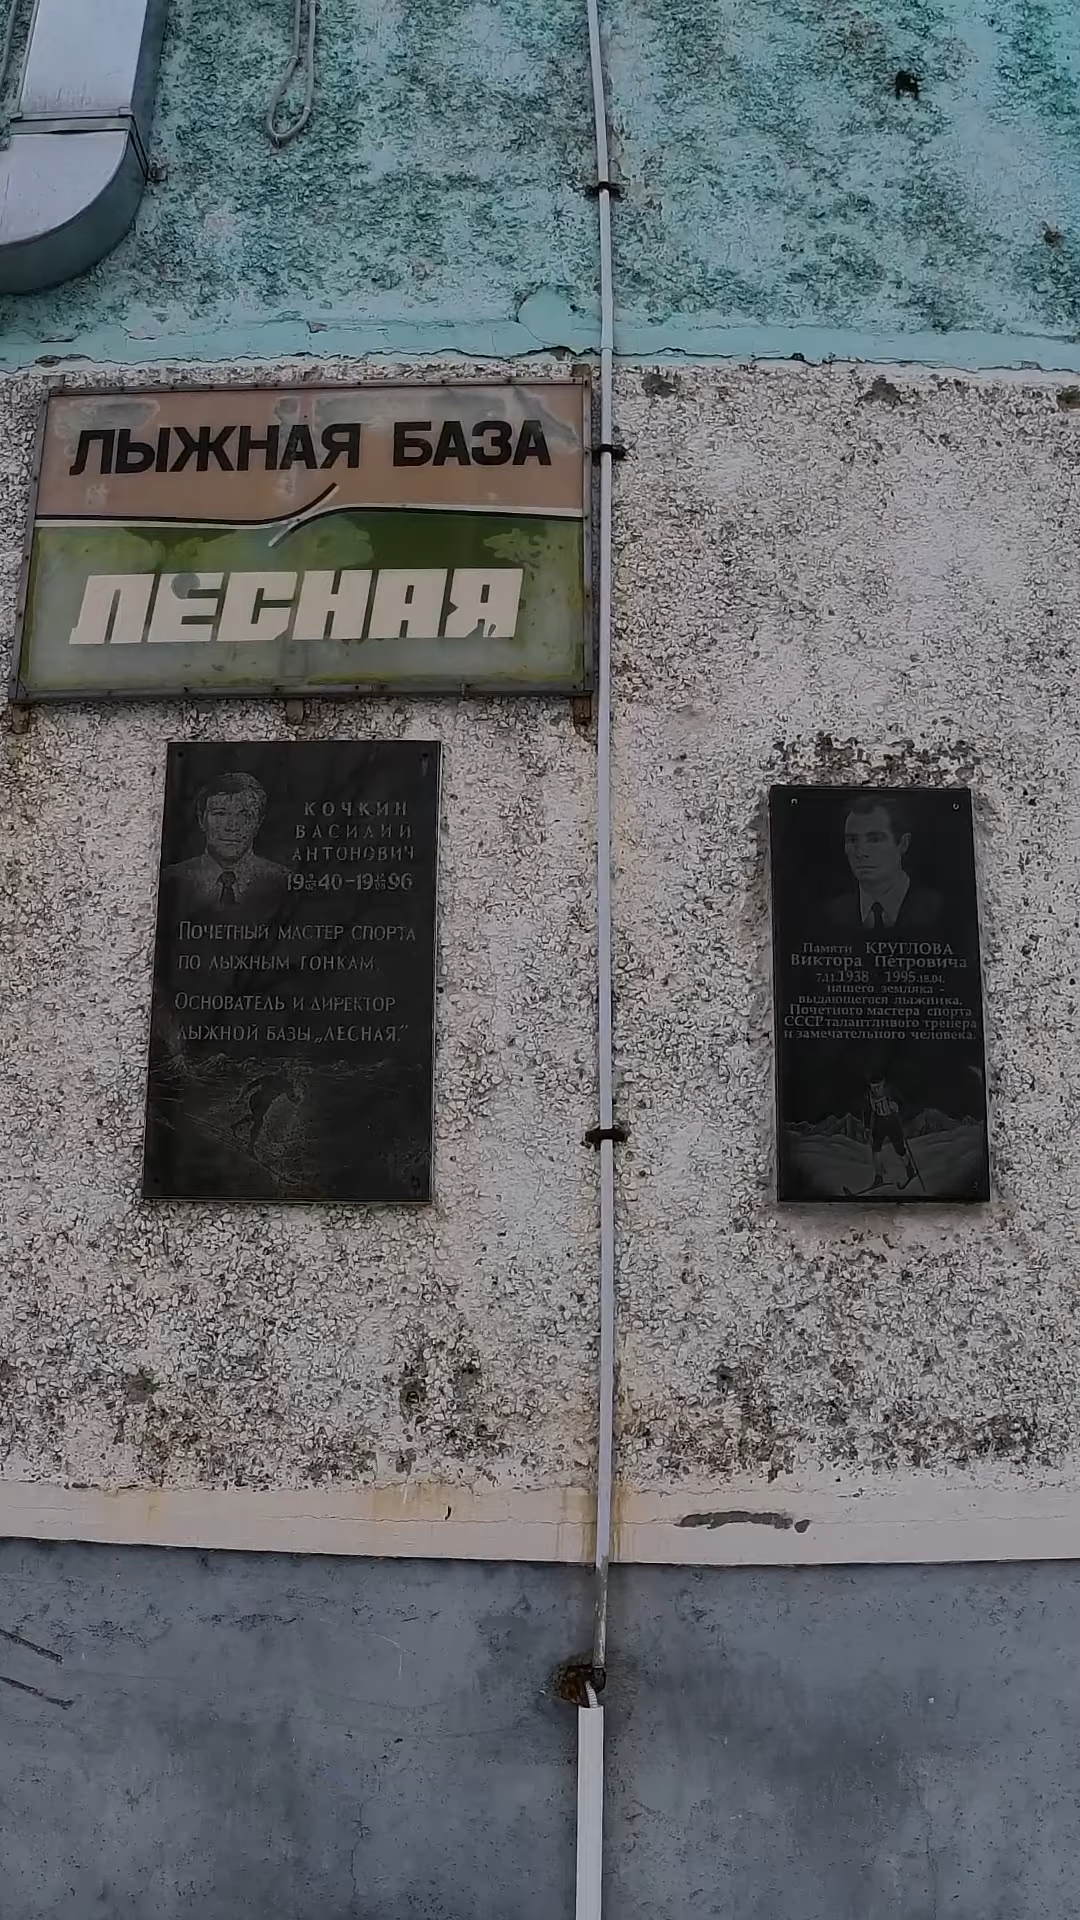 ЛЫЖНАЯ БАЗА
ЛЕСНАЯ
КОЧКИН
ВАСИЛИЙ
АНТОНОВИЧ
1940-1996
ПОЧЕТНЫЙ МАСТЕР СПОРТА
ПО ЛЫЖНЫМ ГОНКАМ.
ОСНОВАТЕЛЬ И ДИРЕКТОР
ЛЫЖНОЙ БАЗЫ „ЛЕСНАЯ."
Памяти КРУГЛОВА
Виктора Петровича
7.11.1938 1995.18.04.
нашего земляка -
выдающегося лыжника,
Почетного мастера спорта
СССР талантливого тренера
и замечательного человека.